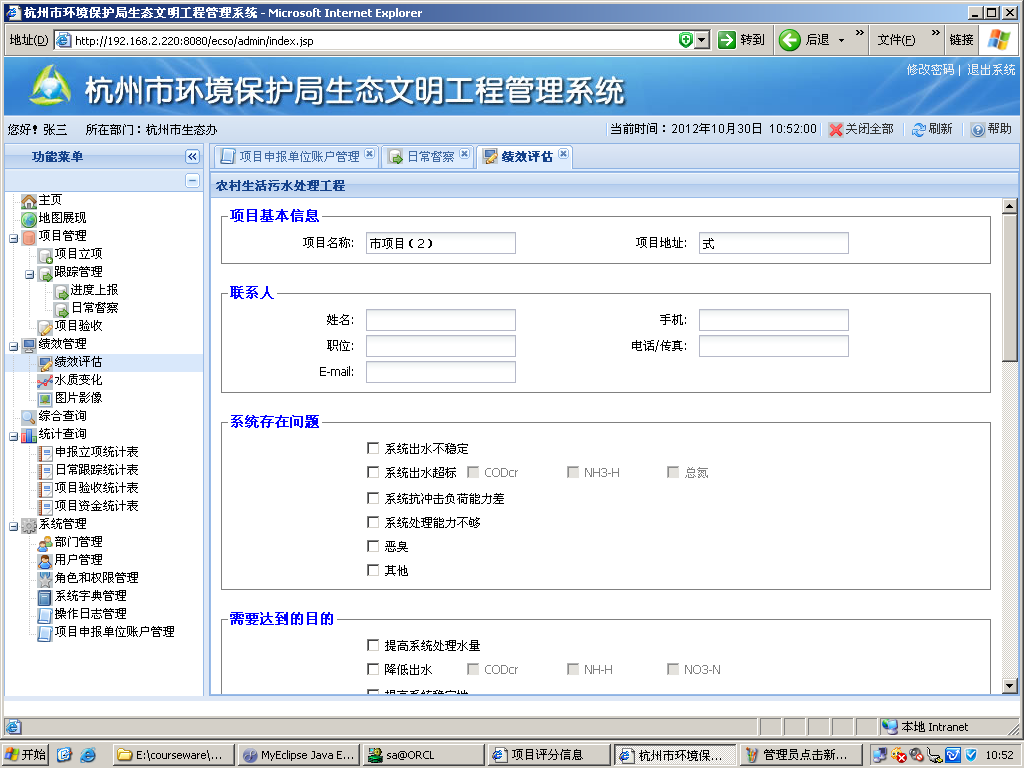 杭州市环境保护局生态文明工程管理系统 - Microsoft Internet Explorer
地址(D) http://192.168.2.220:8080/ecso/admin/index.jsp 转到 后退 文件(F) 链接
修改密码 | 退出系统
杭州市环境保护局生态文明工程管理系统
您好! 张三 所在部门：杭州市生态办 当前时间：2012年10月30日 10:52:00 关闭全部 刷新 帮助
功能菜单
主页
地图展现
项目管理
项目立项
跟踪管理
进度上报
日常督察
项目验收
绩效管理
绩效评估
水质变化
图片影像
综合查询
统计查询
申报立项统计表
日常跟踪统计表
项目验收统计表
项目资金统计表
系统管理
部门管理
用户管理
角色和权限管理
系统字典管理
操作日志管理
项目申报单位账户管理
项目申报单位账户管理 日常督察 绩效评估
农村生活污水处理工程
项目基本信息
项目名称: 市项目（2） 项目地址: 式
联系人
姓名: 手机:
职位: 电话/传真:
E-mail:
系统存在问题
系统出水不稳定
系统出水超标 CODcr NH3-H 总氮
系统抗冲击负荷能力差
系统处理能力不够
恶臭
其他
需要达到的目的
提高系统处理水量
降低出水 CODcr NH-H NO3-N
提高系统稳定性
本地 Intranet
开始 E:\courseware\... MyEclipse Java E... sa@ORCL 项目评分信息 杭州市环境保... 管理员点击新... 10:52